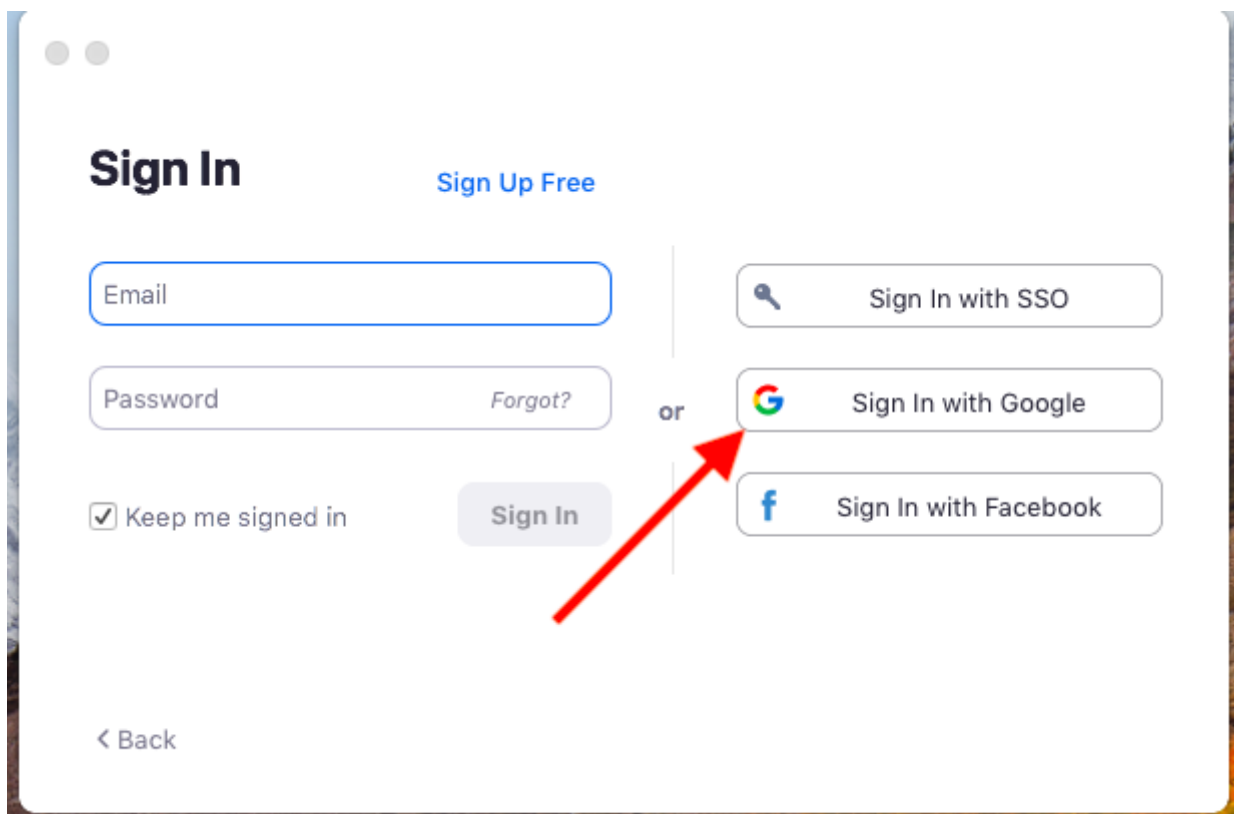 Sign In
Sign Up Free
Email
Password
Forgot?
Keep me signed in
Sign In
or
Sign In with SSO
Sign In with Google
Sign In with Facebook
< Back